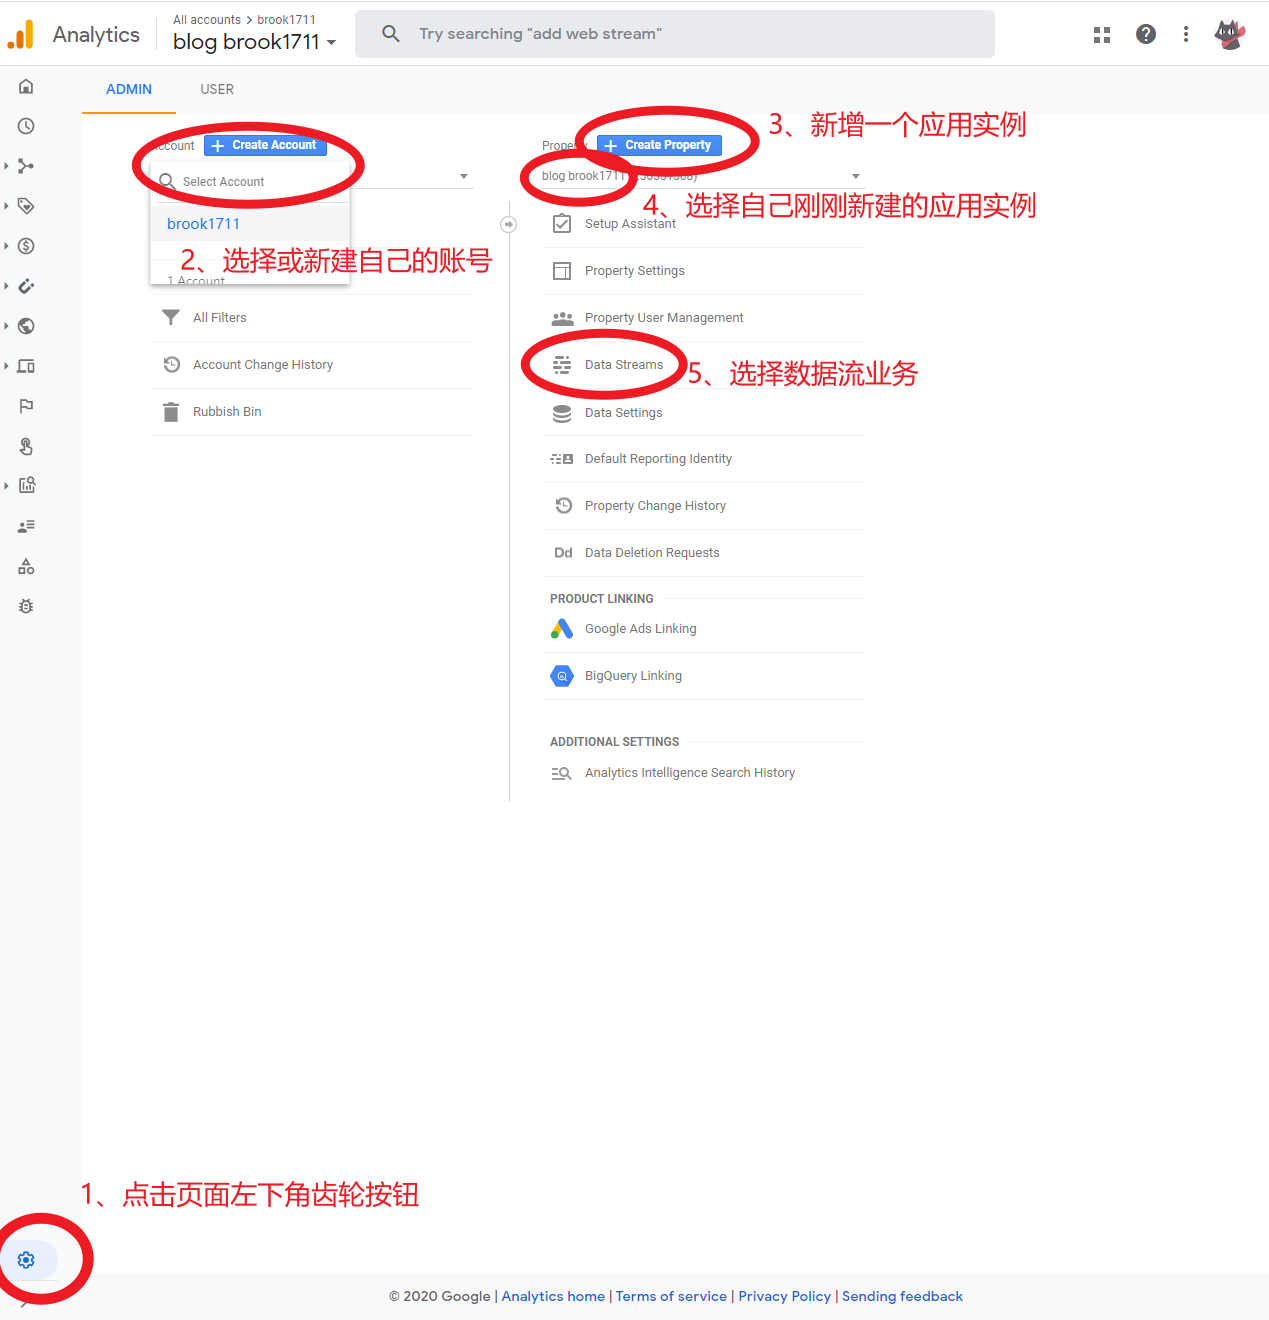 All accounts > brook1711
Analytics
blog brook1711
Try searching "add web stream"
ADMIN
USER
3、新增一个应用实例
Create Account
Create Property
blog brook1711
Select Account
4、选择自己刚刚新建的应用实例
brook1711
Setup Assistant
2、选择或新建自己的账号
1 Account
Property Settings
All Filters
Property User Management
Account Change History
Data Streams
5、选择数据流业务
Rubbish Bin
Data Settings
Default Reporting Identity
Property Change History
Dd Data Deletion Requests
PRODUCT LINKING
Google Ads Linking
BigQuery Linking
ADDITIONAL SETTINGS
Analytics Intelligence Search History
1、点击页面左下角齿轮按钮
© 2020 Google | Analytics home | Terms of service | Privacy Policy | Sending feedback